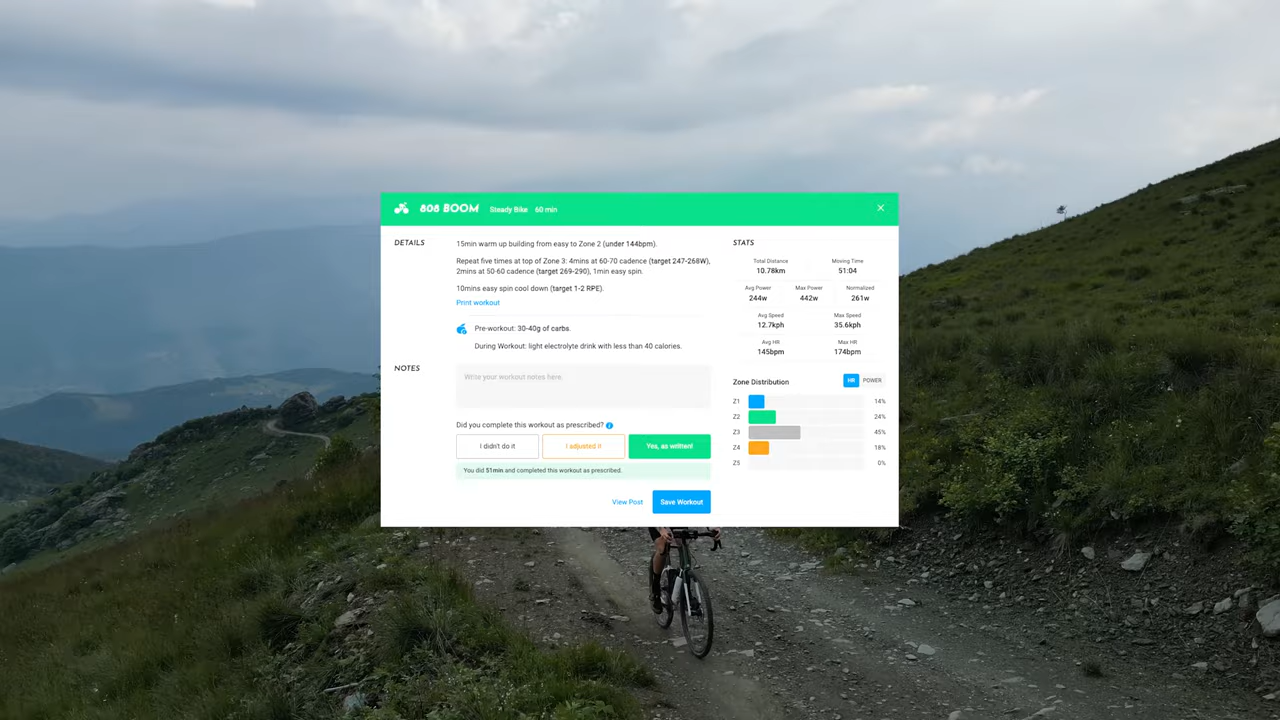 808 BOOM Steady Bike 60 min
DETAILS
15min warm up building from easy to Zone 2 (under 144bpm).
Repeat five times at top of Zone 3: 4mins at 60-70 cadence (target 247-268W),
2mins at 50-60 cadence (target 269-290), 1min easy spin.
10mins easy spin cool down (target 1-2 RPE).
Print workout
Pre-workout: 30-40g of carbs.
During Workout: light electrolyte drink with less than 40 calories.
NOTES
Write your workout notes here.
Did you complete this workout as prescribed?
I didn't do it
I adjusted it
Yes, as written!
You did 51min and completed this workout as prescribed.
View Post
Save Workout
STATS
Total Distance
10.78km
Moving Time
51:04
Avg Power
244w
Max Power
442w
Normalized
261w
Avg Speed
12.7kph
Max Speed
35.6kph
Avg HR
145bpm
Max HR
174bpm
Zone Distribution
HR
POWER
Z1 14%
Z2 24%
Z3 45%
Z4 18%
Z5 0%